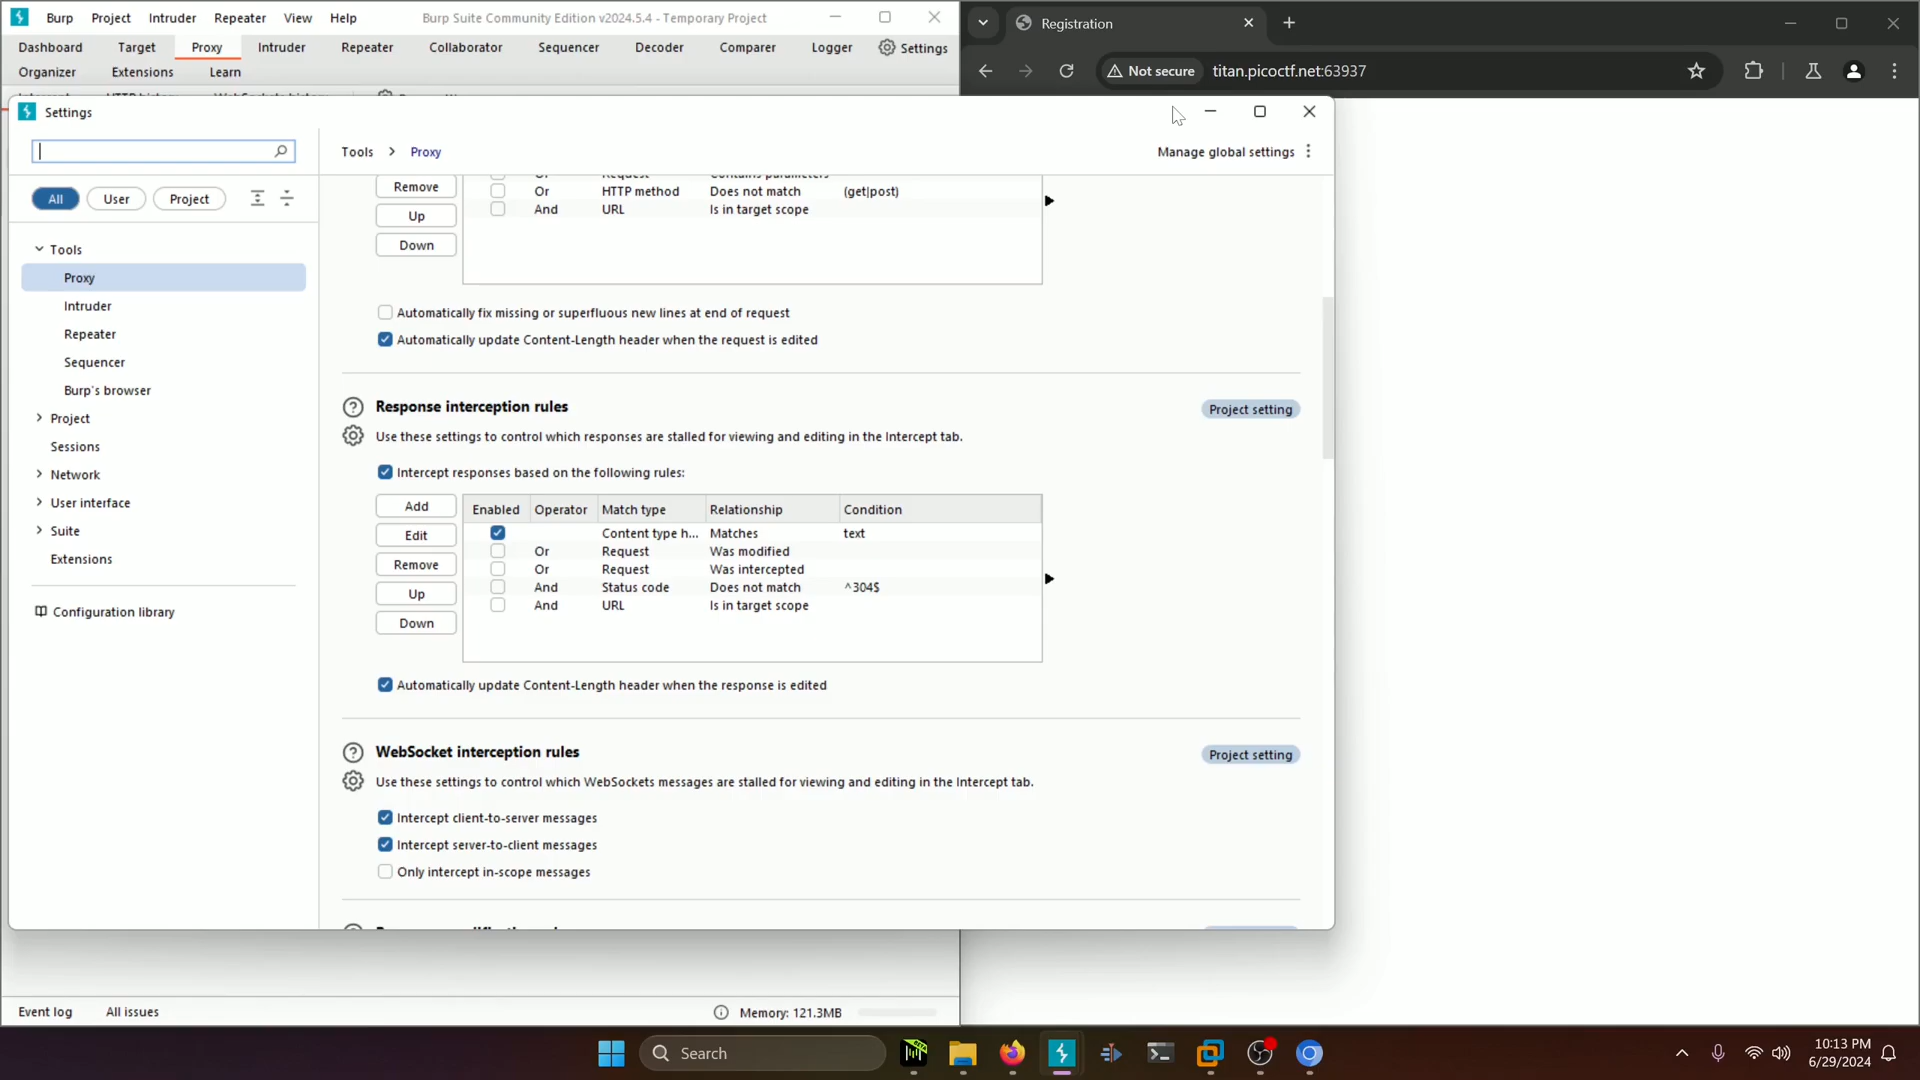 Burp Project Intruder Repeater View Help Burp Suite Community Edition v2024.5.4 - Temporary Project
Registration
Dashboard Target Proxy Intruder Repeater Collaborator Sequencer Decoder Comparer Logger Settings
Not secure titan.picoctf.net:63937
Organizer Extensions Learn
Settings
Tools > Proxy Manage global settings
All User Project
Tools
Proxy
Intruder
Repeater
Sequencer
Burp's browser
Project
Sessions
Network
User interface
Suite
Extensions
Configuration library
Remove
Up
Down
Or Request Contains parameters
Or HTTP method Does not match (get|post)
And URL Is in target scope
Automatically fix missing or superfluous new lines at end of request
Automatically update Content-Length header when the request is edited
Response interception rules Project setting
Use these settings to control which responses are stalled for viewing and editing in the Intercept tab.
Intercept responses based on the following rules:
Add
Edit
Remove
Up
Down
Enabled Operator Match type Relationship Condition
Content type h... Matches text
Or Request Was modified
Or Request Was intercepted
And Status code Does not match ^304$
And URL Is in target scope
Automatically update Content-Length header when the response is edited
WebSocket interception rules Project setting
Use these settings to control which WebSockets messages are stalled for viewing and editing in the Intercept tab.
Intercept client-to-server messages
Intercept server-to-client messages
Only intercept in-scope messages
Event log All issues Memory: 121.3MB
Search
10:13 PM
6/29/2024